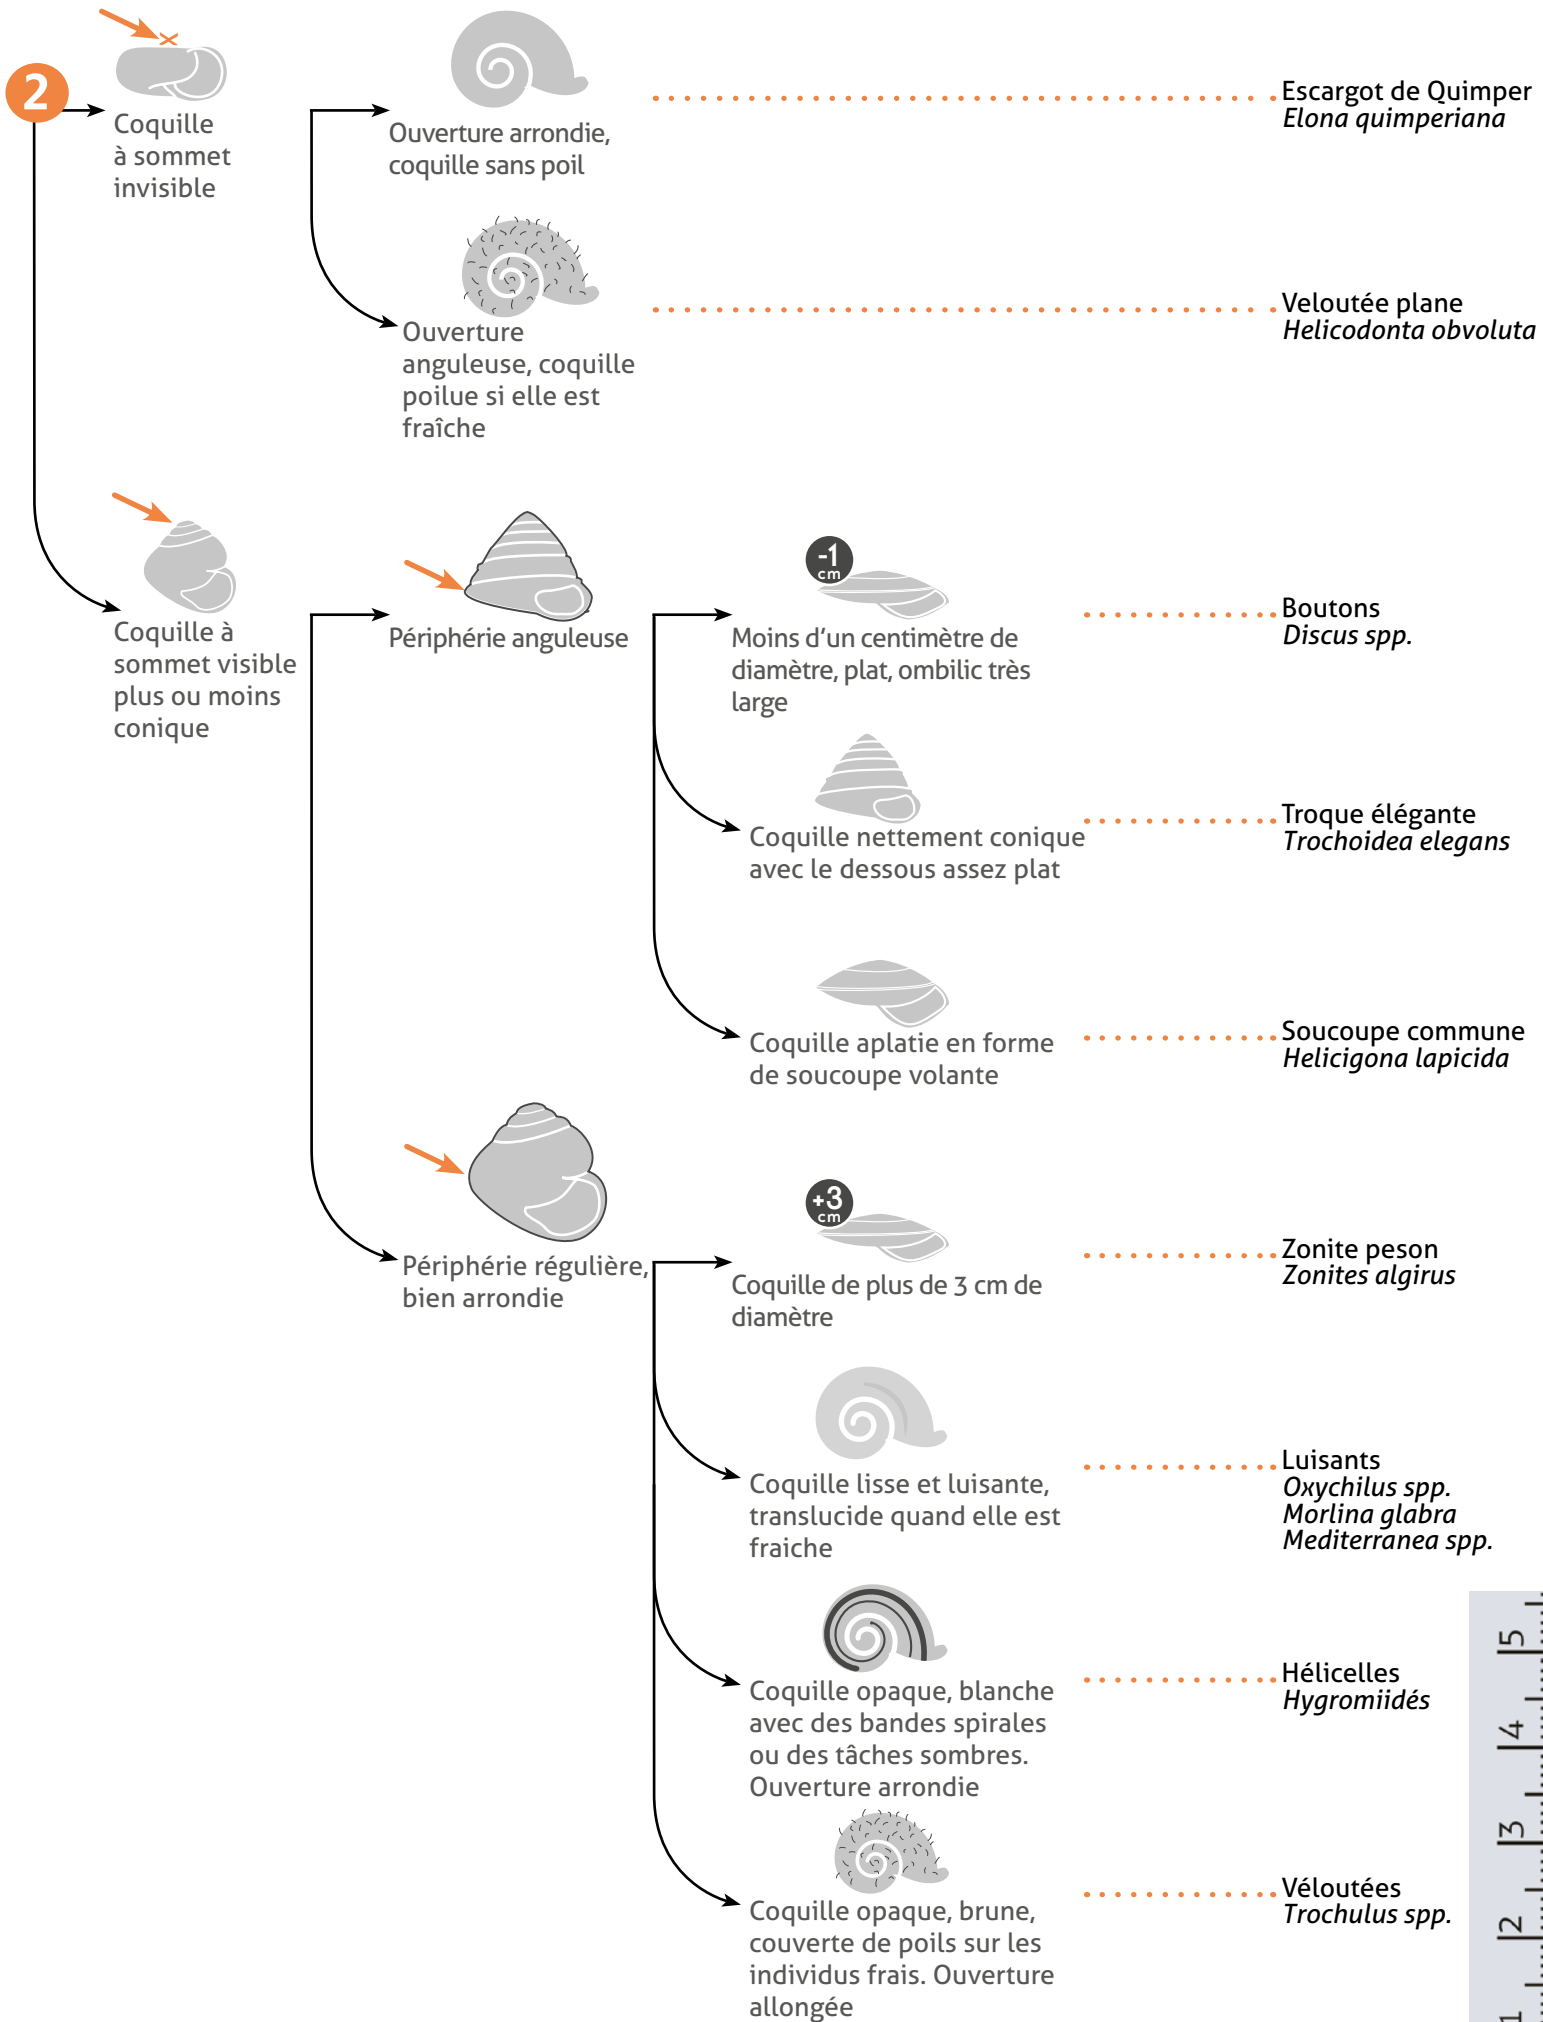 2
Coquille
à sommet
invisible
Ouverture arrondie,
coquille sans poil
Escargot de Quimper
Elona quimperiana
Ouverture
anguleuse, coquille
poilue si elle est
fraîche
Veloutée plane
Helicodonta obvoluta
Coquille à
sommet visible
plus ou moins
conique
Périphérie anguleuse
-1
cm
Moins d'un centimètre de
diamètre, plat, ombilic très
large
Boutons
Discus spp.
Coquille nettement conique
avec le dessous assez plat
Troque élégante
Trochoidea elegans
Coquille aplatie en forme
de soucoupe volante
Soucoupe commune
Helicigona lapicida
Périphérie régulière,
bien arrondie
+3
cm
Coquille de plus de 3 cm de
diamètre
Zonite peson
Zonites algirus
Coquille lisse et luisante,
translucide quand elle est
fraiche
Luisants
Oxychilus spp.
Morlina glabra
Mediterranea spp.
Coquille opaque, blanche
avec des bandes spirales
ou des tâches sombres.
Ouverture arrondie
Hélicelles
Hygromiidés
Coquille opaque, brune,
couverte de poils sur les
individus frais. Ouverture
allongée
Véloutées
Trochulus spp.
5
4
3
2
1